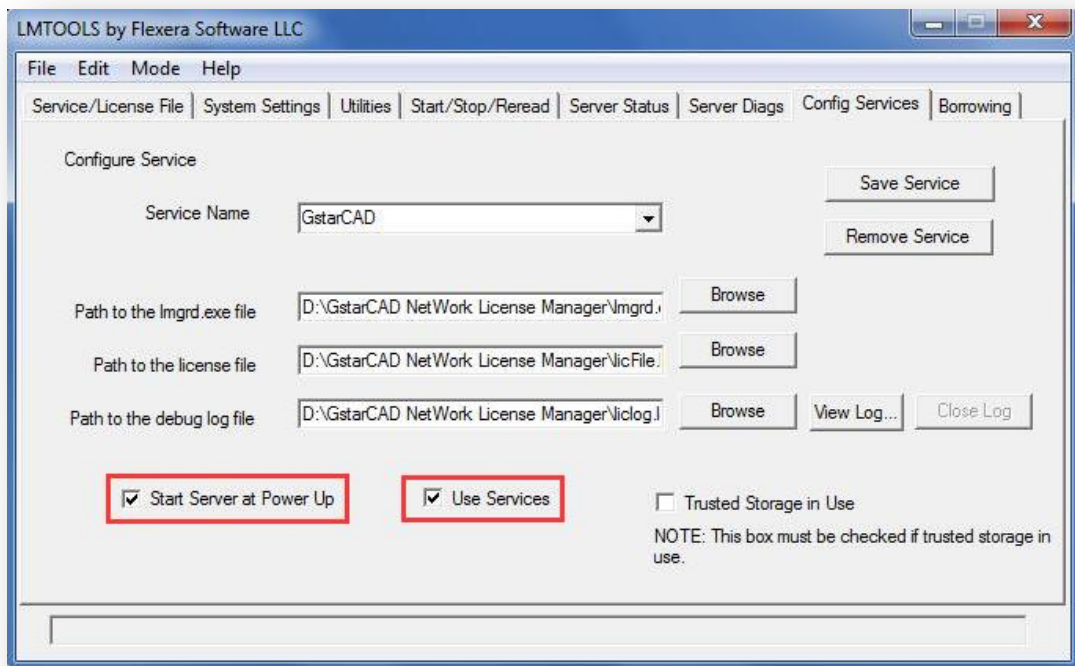 LMTOOLS by Flexera Software LLC
File Edit Mode Help
Service/License File System Settings Utilities Start/Stop/Reread Server Status Server Diags Config Services Borrowing
Configure Service
Save Service
Service Name GstarCAD
Remove Service
Path to the lmgrd.exe file D:\GstarCAD NetWork License Manager\lmgrd. Browse
Path to the license file D:\GstarCAD NetWork License Manager\licFile. Browse
Path to the debug log file D:\GstarCAD NetWork License Manager\liclog.l Browse View Log... Close Log
Start Server at Power Up Use Services Trusted Storage in Use
NOTE: This box must be checked if trusted storage in
use.